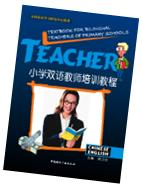 TEXTBOOK FOR BILINGUAL
TEACHERS OF PRIMARY SCHOOLS
TEACHER
小学双语教师培训教程
CHINESE
ENGLISH